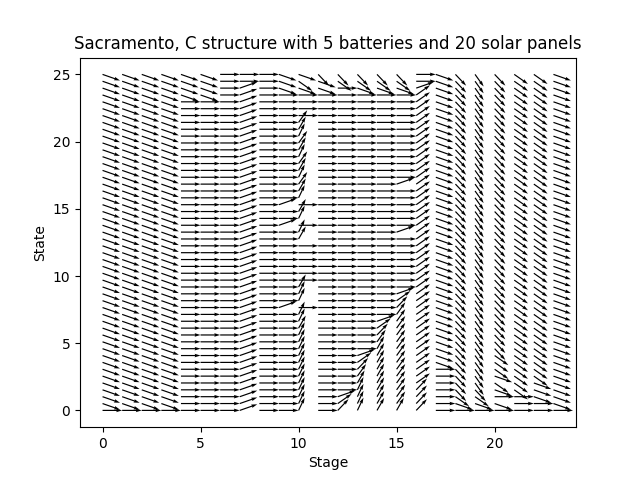 Sacramento, C structure with 5 batteries and 20 solar panels
25
20
15
10
5
0
State
0 5 10 15 20
Stage